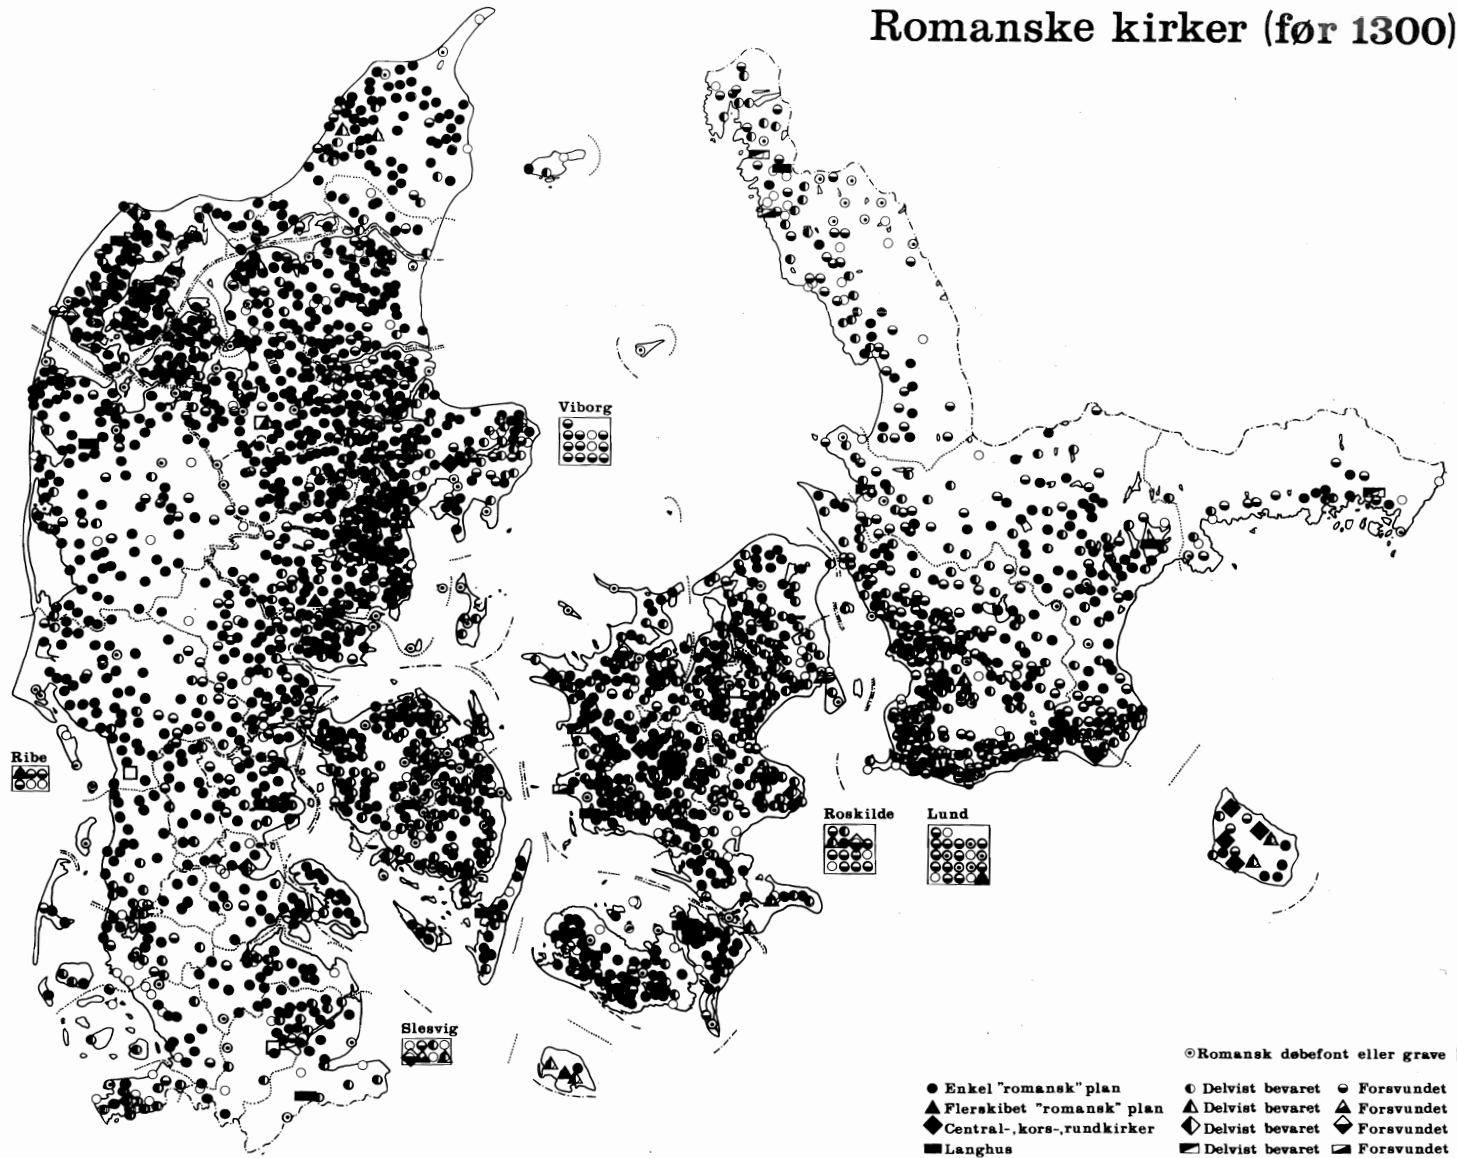 Romanske kirker (før 1300)
Viborg
Ribe
Roskilde
Lund
Slesvig
Romansk døbefont eller grave
Enkel "romansk" plan
Delvist bevaret
Forsvundet
Flerskibet "romansk" plan
Delvist bevaret
Forsvundet
Central-, kors-, rundkirker
Delvist bevaret
Forsvundet
Langhus
Delvist bevaret
Forsvundet